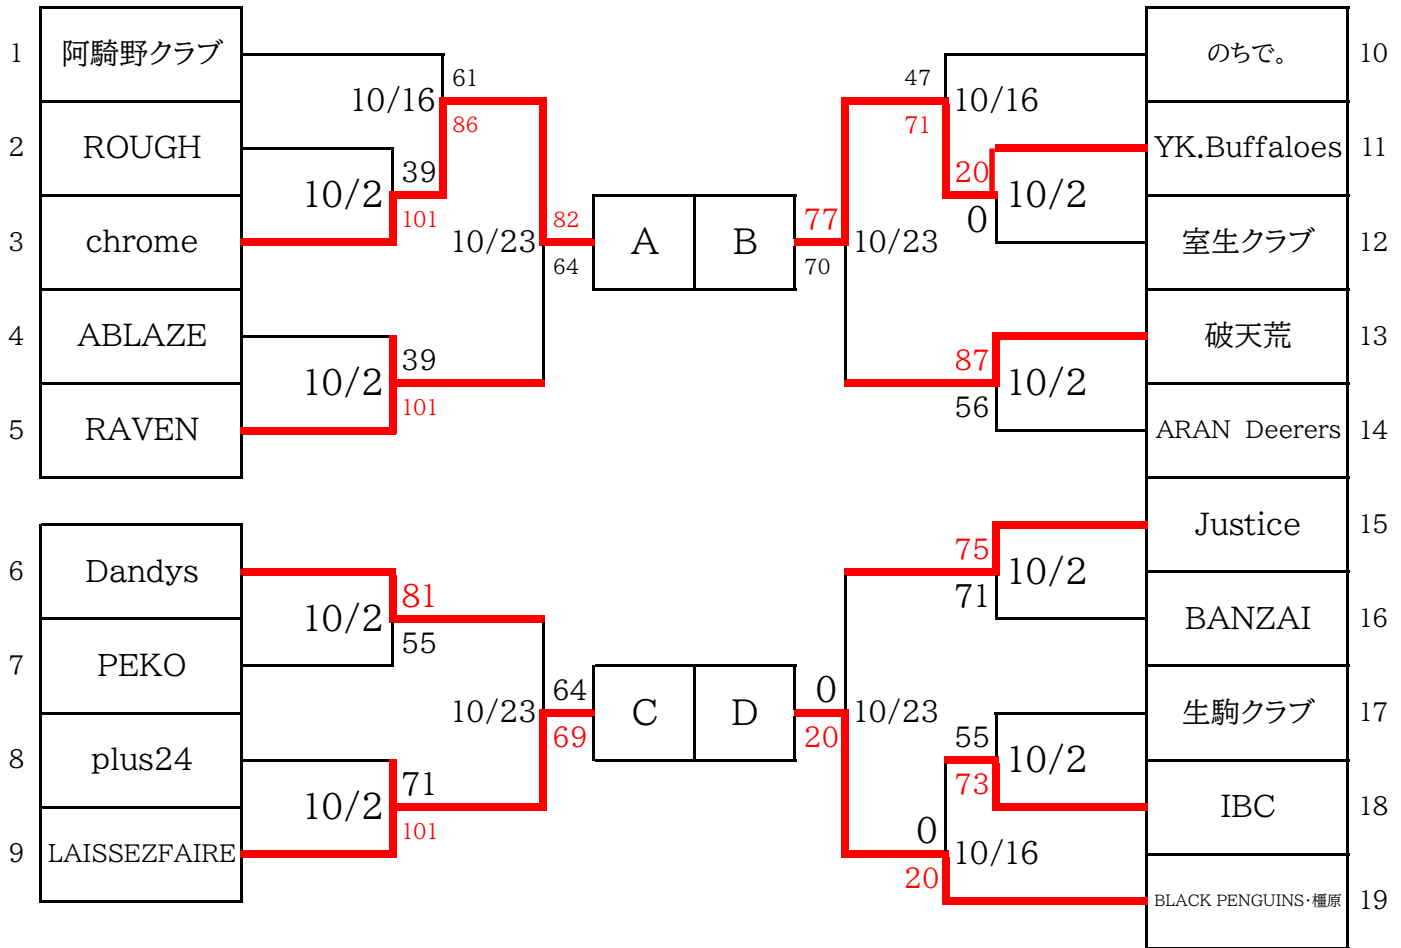 1 阿騎野クラブ 61 47 のちで。 10
10/16 86 71 10/16
2 ROUGH 39 20 YK.Buffaloes 11
10/2 101 0 10/2
3 chrome 10/23 82 A B 77 10/23 室生クラブ 12
64 70
4 ABLAZE 39 87 破天荒 13
10/2 101 56 10/2
5 RAVEN ARAN Deerers 14
75 Justice 15
6 Dandys 81 71 10/2
10/2 55 BANZAI 16
7 PEKO
10/23 64 C D 0 10/23 生駒クラブ 17
69 20 55
8 plus24 71 73 10/2
10/2 101 IBC 18
0 10/16
9 LAISSEZFAIRE 20
BLACK PENGUINS・橿原 19